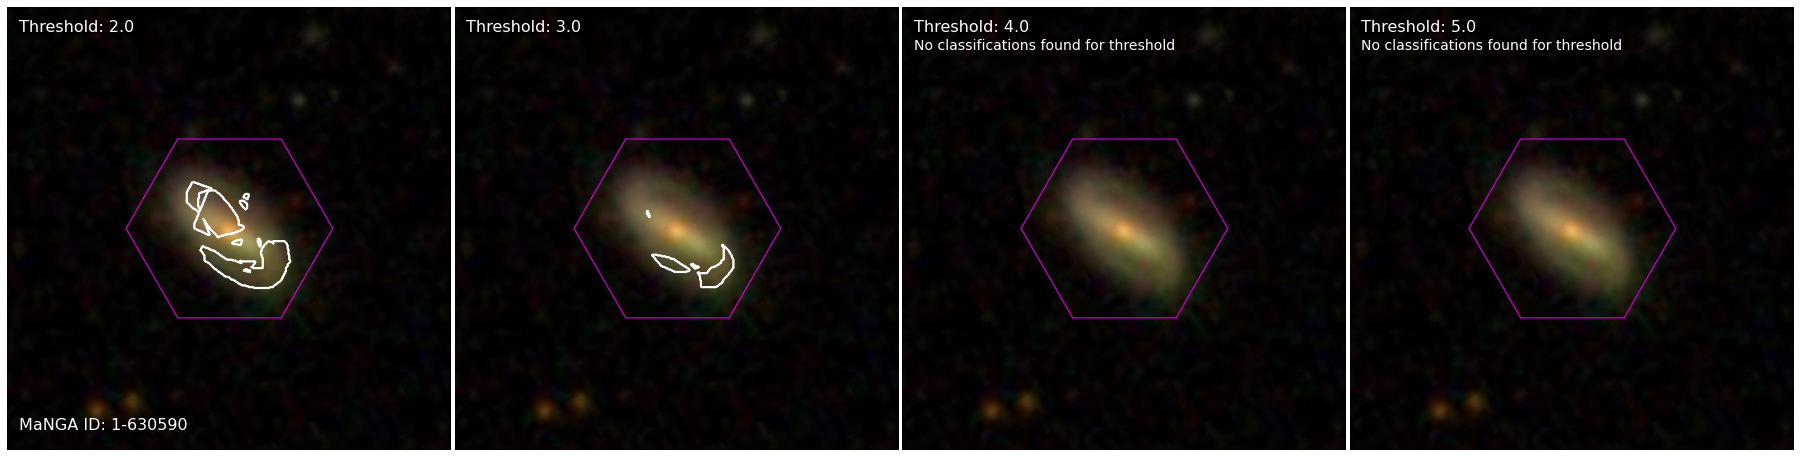 Threshold: 2.0
MaNGA ID: 1-630590
Threshold: 3.0
Threshold: 4.0
No classifications found for threshold
Threshold: 5.0
No classifications found for threshold